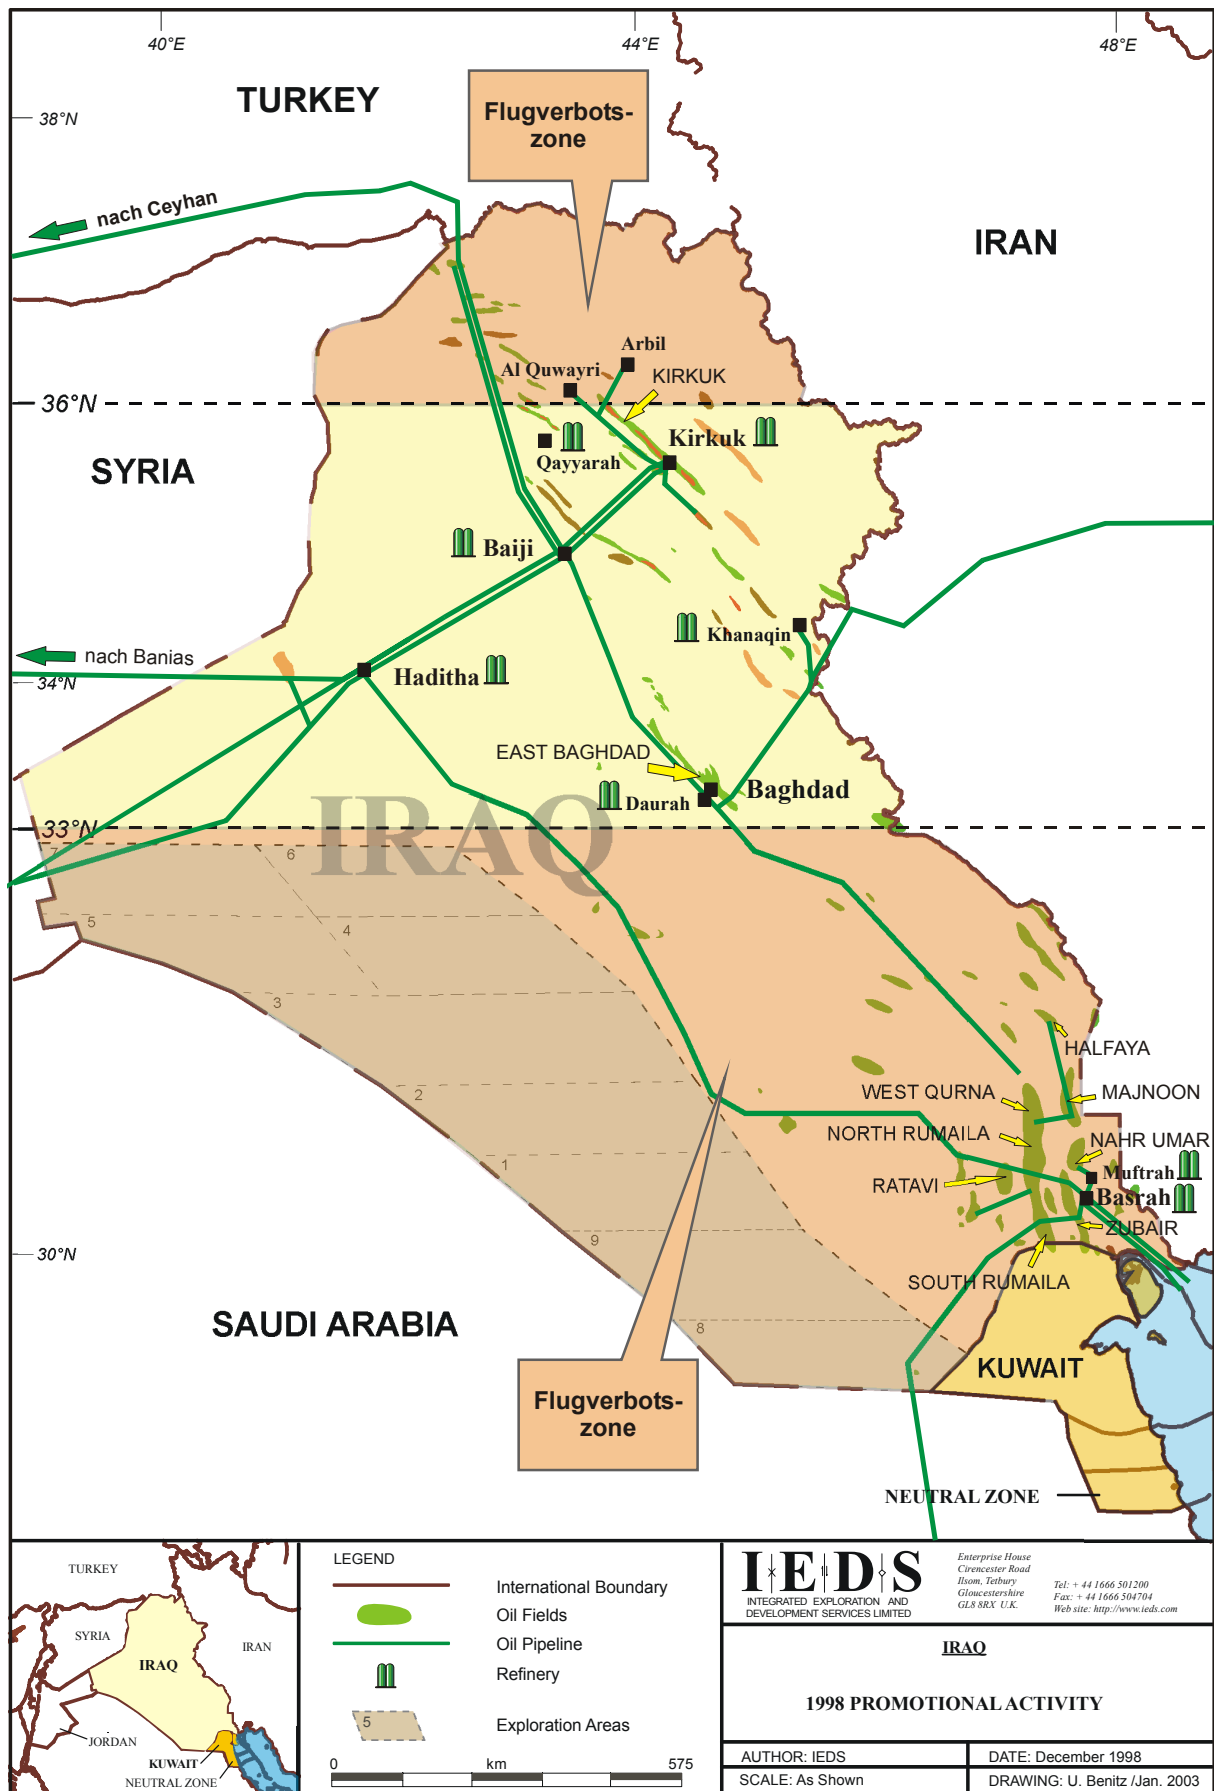 40°E
44°E
48°E
38°N
TURKEY
Flugverbots-
zone
nach Ceyhan
IRAN
Arbil
Al Quwayri
KIRKUK
36°N
Kirkuk
Qayyarah
SYRIA
Baiji
Khanaqin
nach Banias
34°N
Haditha
EAST BAGHDAD
Baghdad
Daurah
IRAQ
33°N
7
6
5
4
3
2
1
9
8
HALFAYA
WEST QURNA
MAJNOON
NORTH RUMAILA
NAHR UMAR
Muftrah
RATAVI
Basrah
ZUBAIR
30°N
SOUTH RUMAILA
SAUDI ARABIA
KUWAIT
Flugverbots-
zone
NEUTRAL ZONE
TURKEY
SYRIA
IRAN
IRAQ
JORDAN
KUWAIT
NEUTRAL ZONE
LEGEND
International Boundary
Oil Fields
Oil Pipeline
Refinery
5
Exploration Areas
0 km 575
IEDS
INTEGRATED EXPLORATION AND
DEVELOPMENT SERVICES LIMITED
Enterprise House
Cirencester Road
Ilsom, Tetbury
Gloucestershire
GL8 8RX U.K.
Tel: + 44 1666 501200
Fax: + 44 1666 504704
Web site: http://www.ieds.com
IRAQ
1998 PROMOTIONAL ACTIVITY
AUTHOR: IEDS
DATE: December 1998
SCALE: As Shown
DRAWING: U. Benitz /Jan. 2003